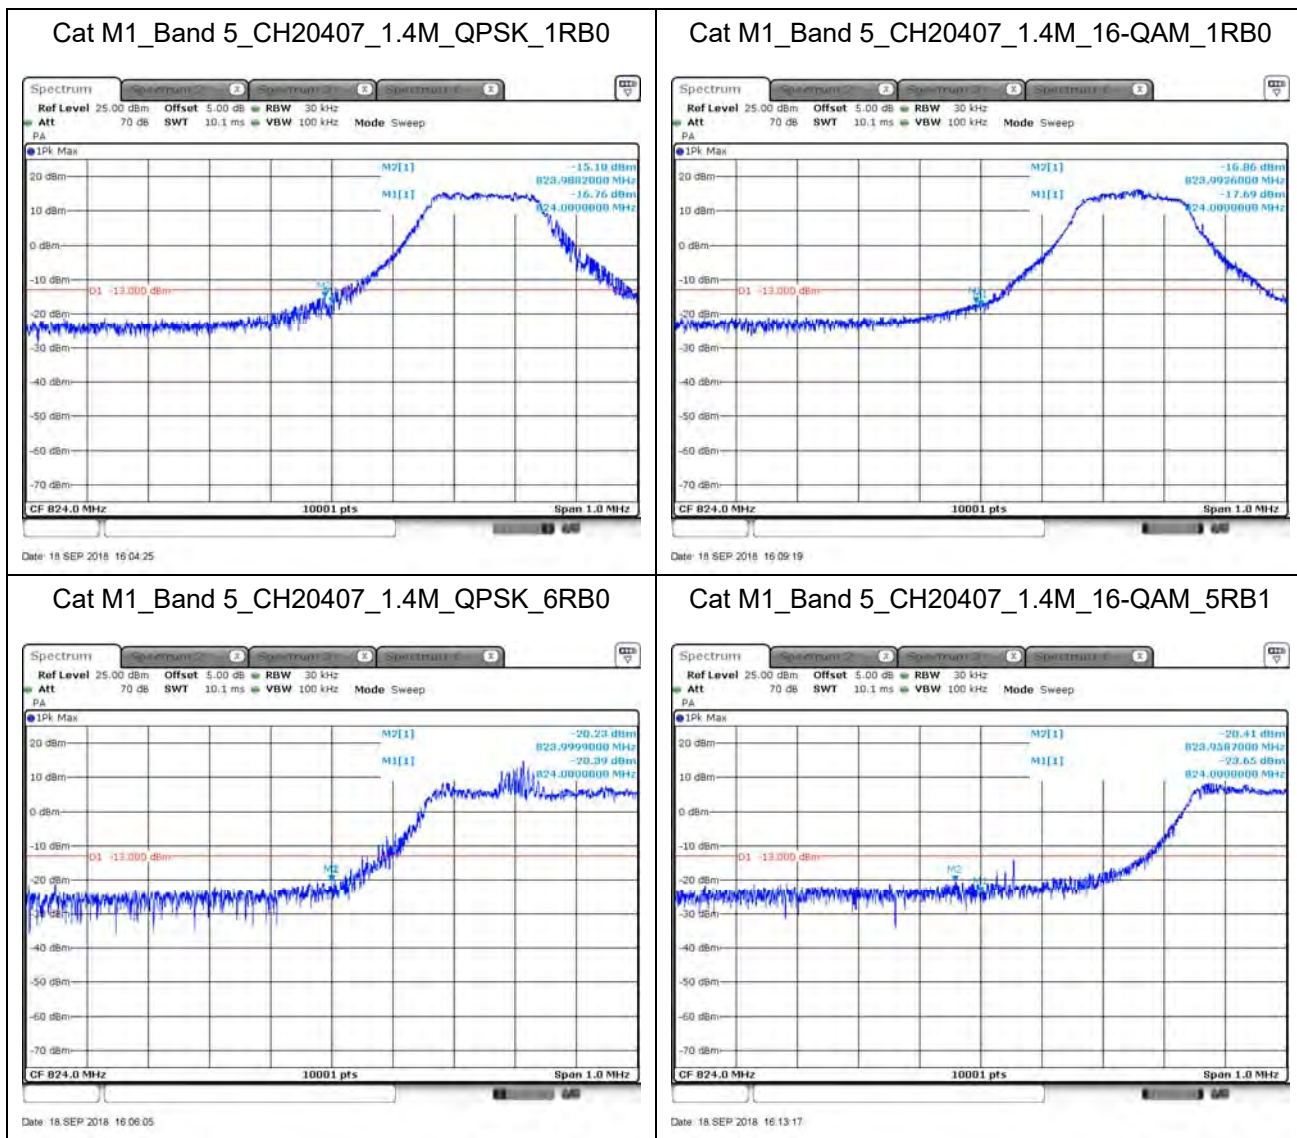 Cat M1_Band 5_CH20407_1.4M_QPSK_1RB0
Spectrum
Ref Level 25.00 dBm Offset 5.00 dB RBW 30 kHz
Att 70 dB SWT 10.1 ms VBW 100 kHz Mode Sweep
PA
1Pk Max
M2[1] -15.10 dBm
823.9882000 MHz
M1[1] -16.76 dBm
824.0000000 MHz
20 dBm
10 dBm
0 dBm
-10 dBm
D1 -13.000 dBm
-20 dBm
-30 dBm
-40 dBm
-50 dBm
-60 dBm
-70 dBm
CF 824.0 MHz 10001 pts Span 1.0 MHz
Date: 18 SEP 2018 16:04:25
Cat M1_Band 5_CH20407_1.4M_16-QAM_1RB0
Spectrum
Ref Level 25.00 dBm Offset 5.00 dB RBW 30 kHz
Att 70 dB SWT 10.1 ms VBW 100 kHz Mode Sweep
PA
1Pk Max
M2[1] -16.86 dBm
823.9926000 MHz
M1[1] -17.69 dBm
824.0000000 MHz
20 dBm
10 dBm
0 dBm
-10 dBm
D1 -13.000 dBm
-20 dBm
-30 dBm
-40 dBm
-50 dBm
-60 dBm
-70 dBm
CF 824.0 MHz 10001 pts Span 1.0 MHz
Date: 18 SEP 2018 16:09:19
Cat M1_Band 5_CH20407_1.4M_QPSK_6RB0
Spectrum
Ref Level 25.00 dBm Offset 5.00 dB RBW 30 kHz
Att 70 dB SWT 10.1 ms VBW 100 kHz Mode Sweep
PA
1Pk Max
M2[1] -20.23 dBm
823.9999000 MHz
M1[1] -20.39 dBm
824.0000000 MHz
20 dBm
10 dBm
0 dBm
-10 dBm
D1 -13.000 dBm
M2
-20 dBm
-30 dBm
-40 dBm
-50 dBm
-60 dBm
-70 dBm
CF 824.0 MHz 10001 pts Span 1.0 MHz
Date: 18 SEP 2018 16:06:05
Cat M1_Band 5_CH20407_1.4M_16-QAM_5RB1
Spectrum
Ref Level 25.00 dBm Offset 5.00 dB RBW 30 kHz
Att 70 dB SWT 10.1 ms VBW 100 kHz Mode Sweep
PA
1Pk Max
M2[1] -20.41 dBm
823.9587000 MHz
M1[1] -23.65 dBm
824.0000000 MHz
20 dBm
10 dBm
0 dBm
-10 dBm
D1 -13.000 dBm
M2
-20 dBm
-30 dBm
-40 dBm
-50 dBm
-60 dBm
-70 dBm
CF 824.0 MHz 10001 pts Span 1.0 MHz
Date: 18 SEP 2018 16:13:17